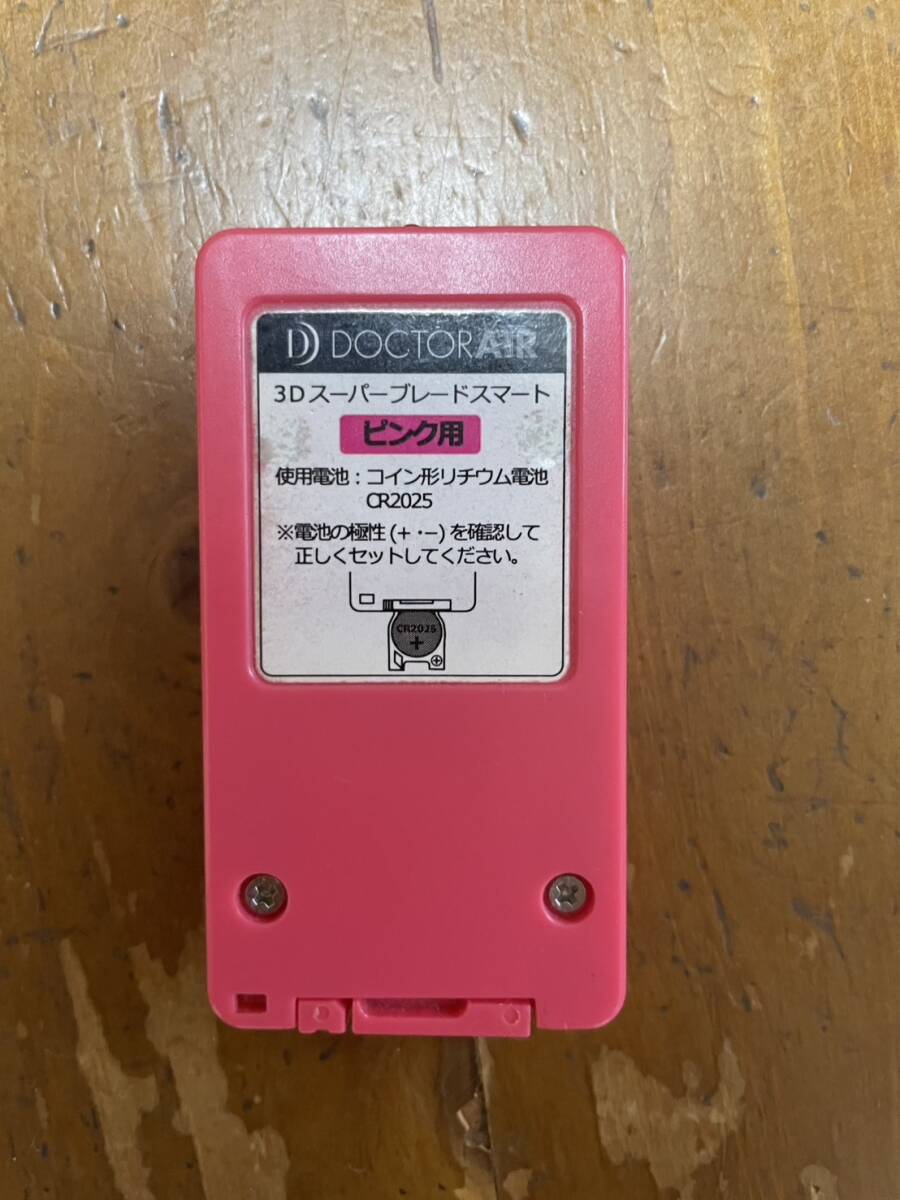 DOCTORAIR
3Dスーパーブレードスマート
ピンク用
使用電池：コイン形リチウム電池
CR2025
※電池の極性(+・−)を確認して
正しくセットしてください。
CR2025
+